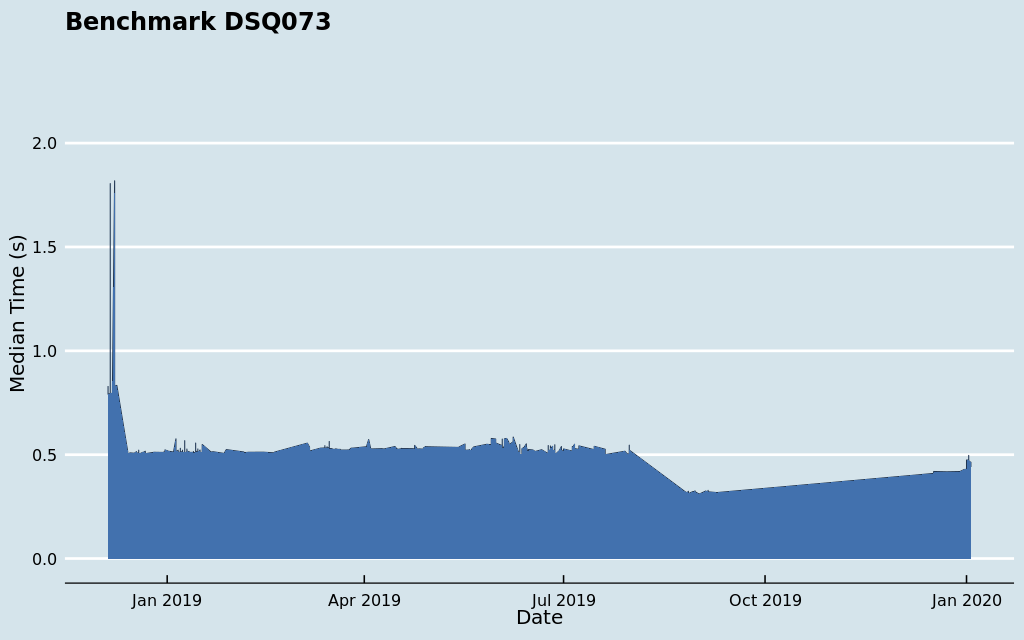 Benchmark DSQ073
Median Time (s)
2.0
1.5
1.0
0.5
0.0
Jan 2019
Apr 2019
Jul 2019
Oct 2019
Jan 2020
Date